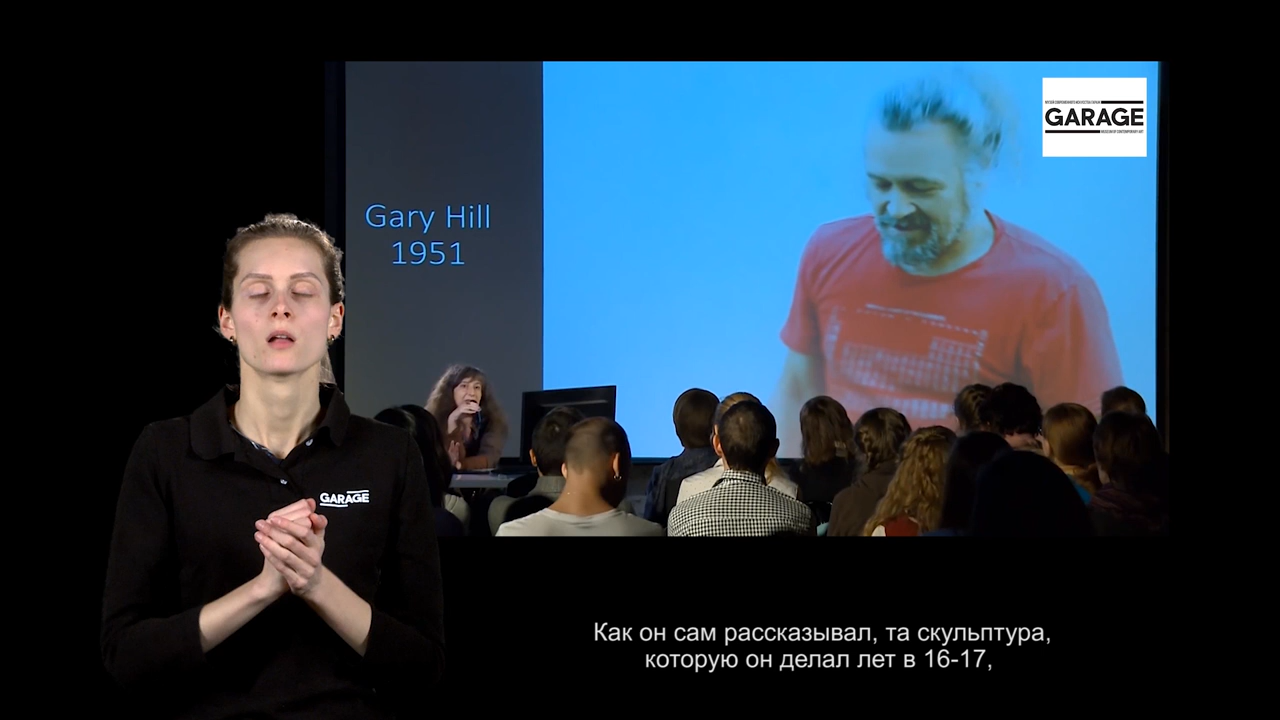 Gary Hill
1951
GARAGE
GARAGE
Как он сам рассказывал, та скульптура,
которую он делал лет в 16-17,